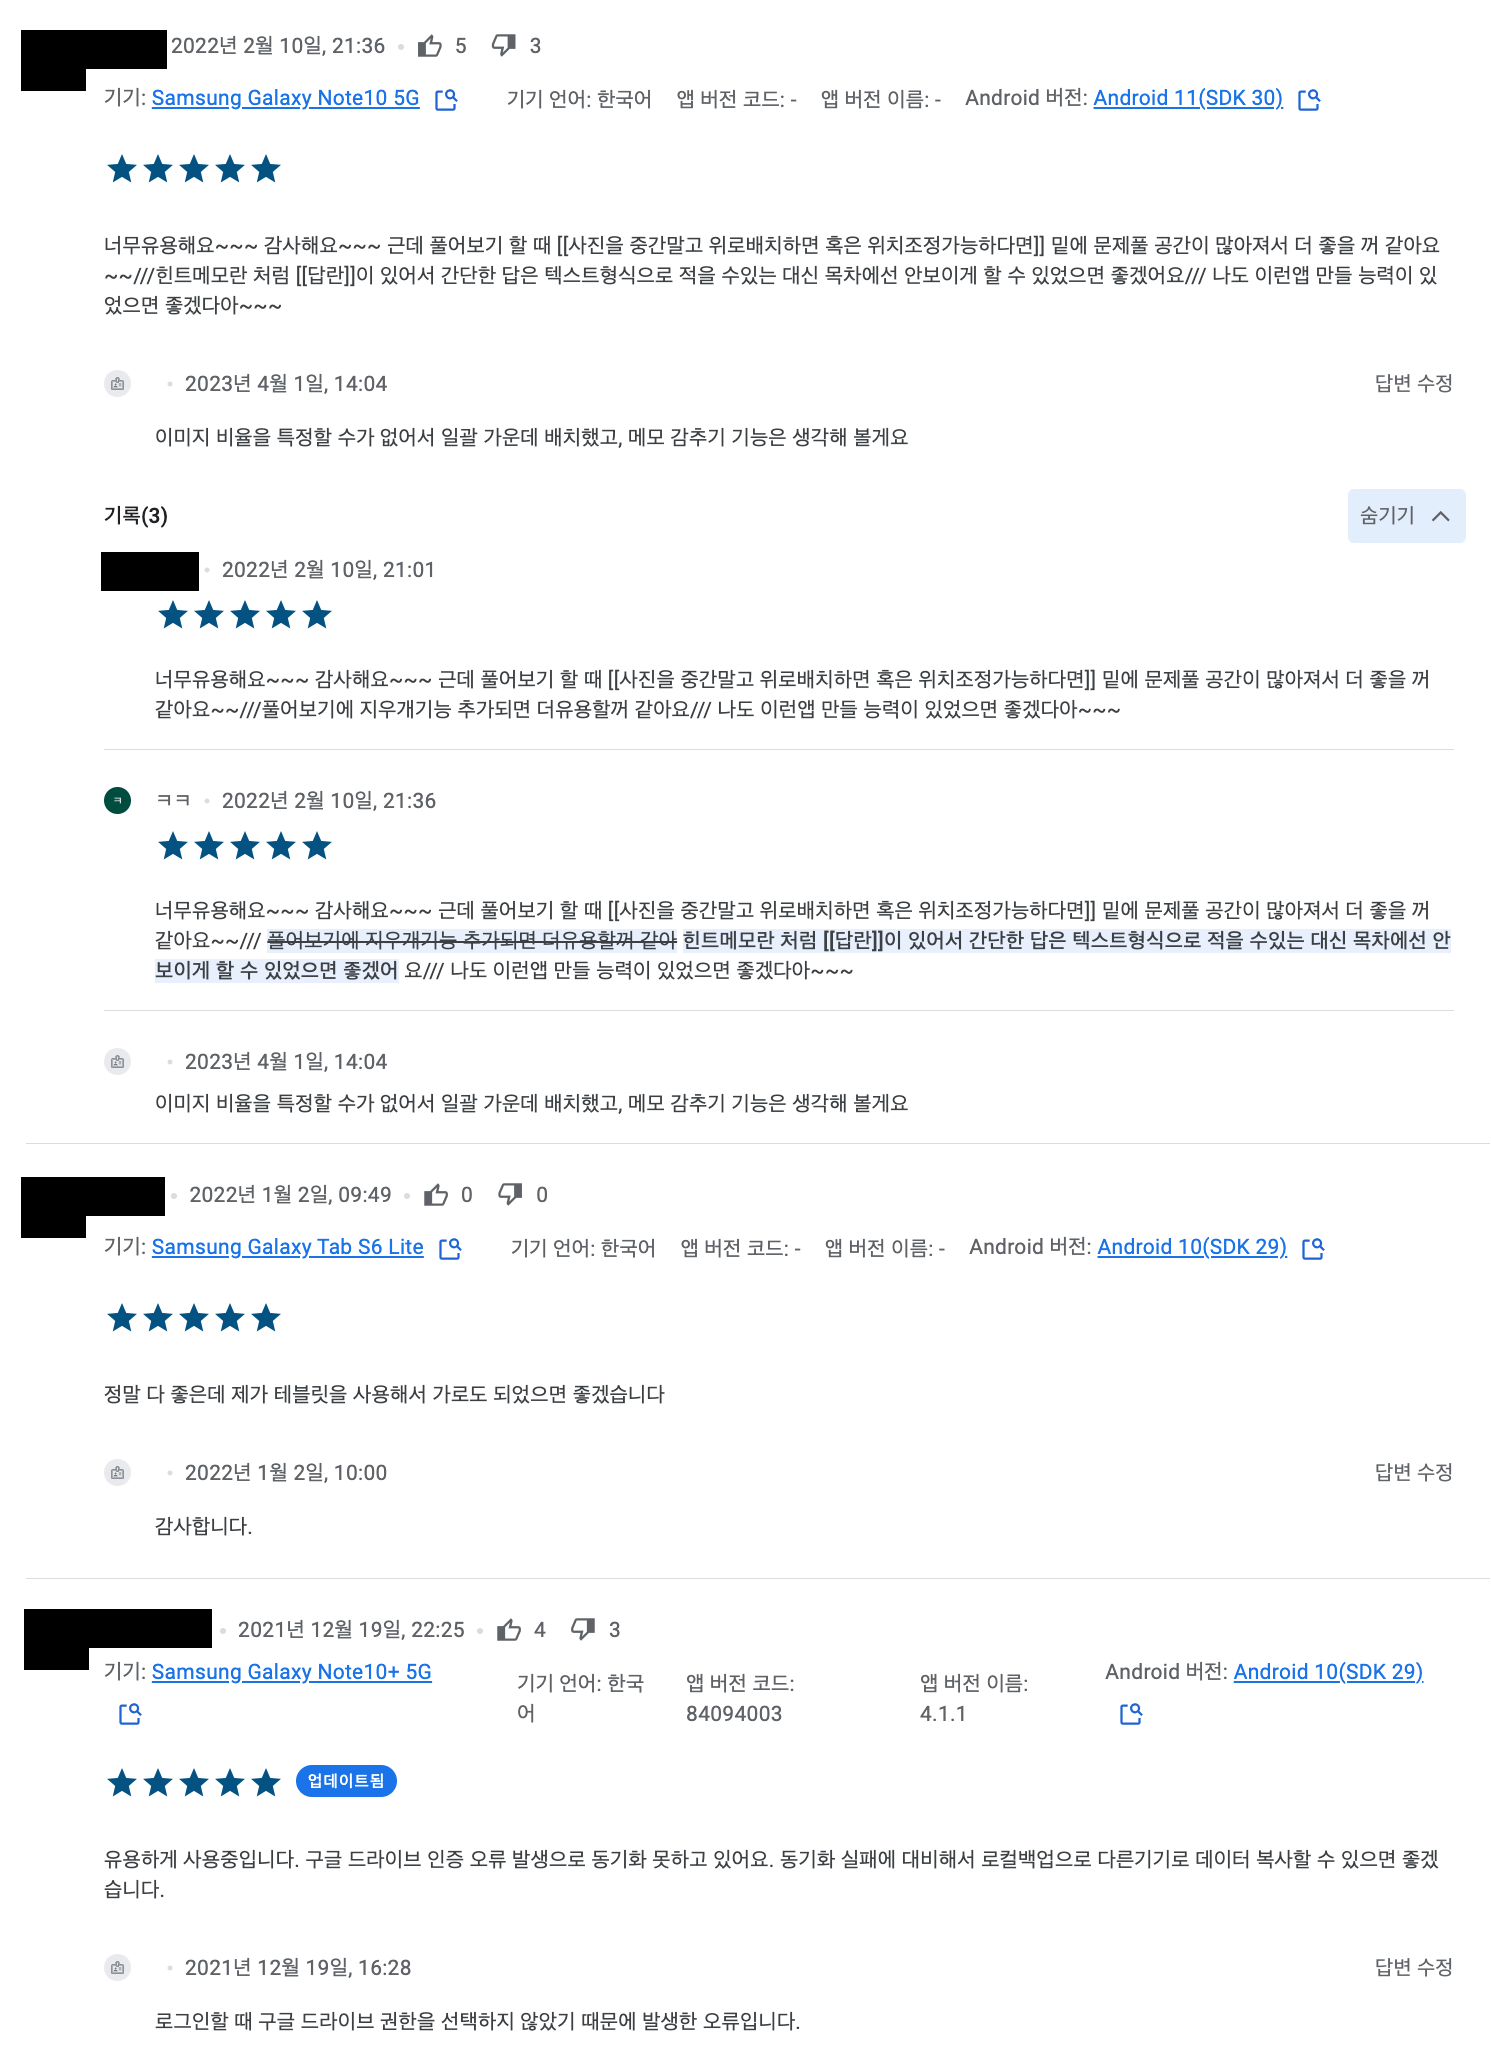 2022년 2월 10일, 21:36 • 5 3
기기: Samsung Galaxy Note10 5G 기기 언어: 한국어 앱 버전 코드: - 앱 버전 이름: - Android 버전: Android 11(SDK 30)
너무유용해요~~~ 감사해요~~~ 근데 풀어보기 할 때 [[사진을 중간말고 위로배치하면 혹은 위치조정가능하다면]] 밑에 문제풀 공간이 많아져서 더 좋을 꺼 같아요
~~///힌트메모란 처럼 [[답란]]이 있어서 간단한 답은 텍스트형식으로 적을 수있는 대신 목차에선 안보이게 할 수 있었으면 좋겠어요/// 나도 이런앱 만들 능력이 있
었으면 좋겠다아~~~
• 2023년 4월 1일, 14:04 답변 수정
이미지 비율을 특정할 수가 없어서 일괄 가운데 배치했고, 메모 감추기 기능은 생각해 볼게요
기록(3) 숨기기
• 2022년 2월 10일, 21:01
너무유용해요~~~ 감사해요~~~ 근데 풀어보기 할 때 [[사진을 중간말고 위로배치하면 혹은 위치조정가능하다면]] 밑에 문제풀 공간이 많아져서 더 좋을 꺼
같아요~~///풀어보기에 지우개기능 추가되면 더유용할꺼 같아요/// 나도 이런앱 만들 능력이 있었으면 좋겠다아~~~
ㅋ ㅋㅋ • 2022년 2월 10일, 21:36
너무유용해요~~~ 감사해요~~~ 근데 풀어보기 할 때 [[사진을 중간말고 위로배치하면 혹은 위치조정가능하다면]] 밑에 문제풀 공간이 많아져서 더 좋을 꺼
같아요~~/// 풀어보기에 지우개기능 추가되면 더유용할꺼 같아 힌트메모란 처럼 [[답란]]이 있어서 간단한 답은 텍스트형식으로 적을 수있는 대신 목차에선 안
보이게 할 수 있었으면 좋겠어 요/// 나도 이런앱 만들 능력이 있었으면 좋겠다아~~~
• 2023년 4월 1일, 14:04
이미지 비율을 특정할 수가 없어서 일괄 가운데 배치했고, 메모 감추기 기능은 생각해 볼게요
• 2022년 1월 2일, 09:49 • 0 0
기기: Samsung Galaxy Tab S6 Lite 기기 언어: 한국어 앱 버전 코드: - 앱 버전 이름: - Android 버전: Android 10(SDK 29)
정말 다 좋은데 제가 테블릿을 사용해서 가로도 되었으면 좋겠습니다
• 2022년 1월 2일, 10:00 답변 수정
감사합니다.
• 2021년 12월 19일, 22:25 • 4 3
기기: Samsung Galaxy Note10+ 5G 기기 언어: 한국 앱 버전 코드: 앱 버전 이름: Android 버전: Android 10(SDK 29)
어 84094003 4.1.1
업데이트됨
유용하게 사용중입니다. 구글 드라이브 인증 오류 발생으로 동기화 못하고 있어요. 동기화 실패에 대비해서 로컬백업으로 다른기기로 데이터 복사할 수 있으면 좋겠
습니다.
• 2021년 12월 19일, 16:28 답변 수정
로그인할 때 구글 드라이브 권한을 선택하지 않았기 때문에 발생한 오류입니다.